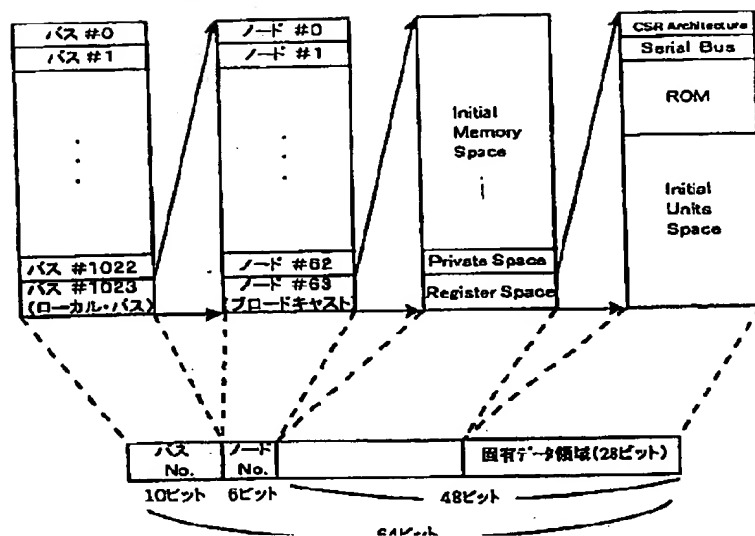 バス #0
バス #1
バス #1022
バス #1023
(ローカル・バス)
ノード #0
ノード #1
ノード #62
ノード #63
(ブロードキャスト)
Initial
Memory
Space
Private Space
Register Space
CSR Architecture
Serial Bus
ROM
Initial
Units
Space
バス
No.
ノード
No.
固有データ領域(28ビット)
10ビット
6ビット
48ビット
64ビット